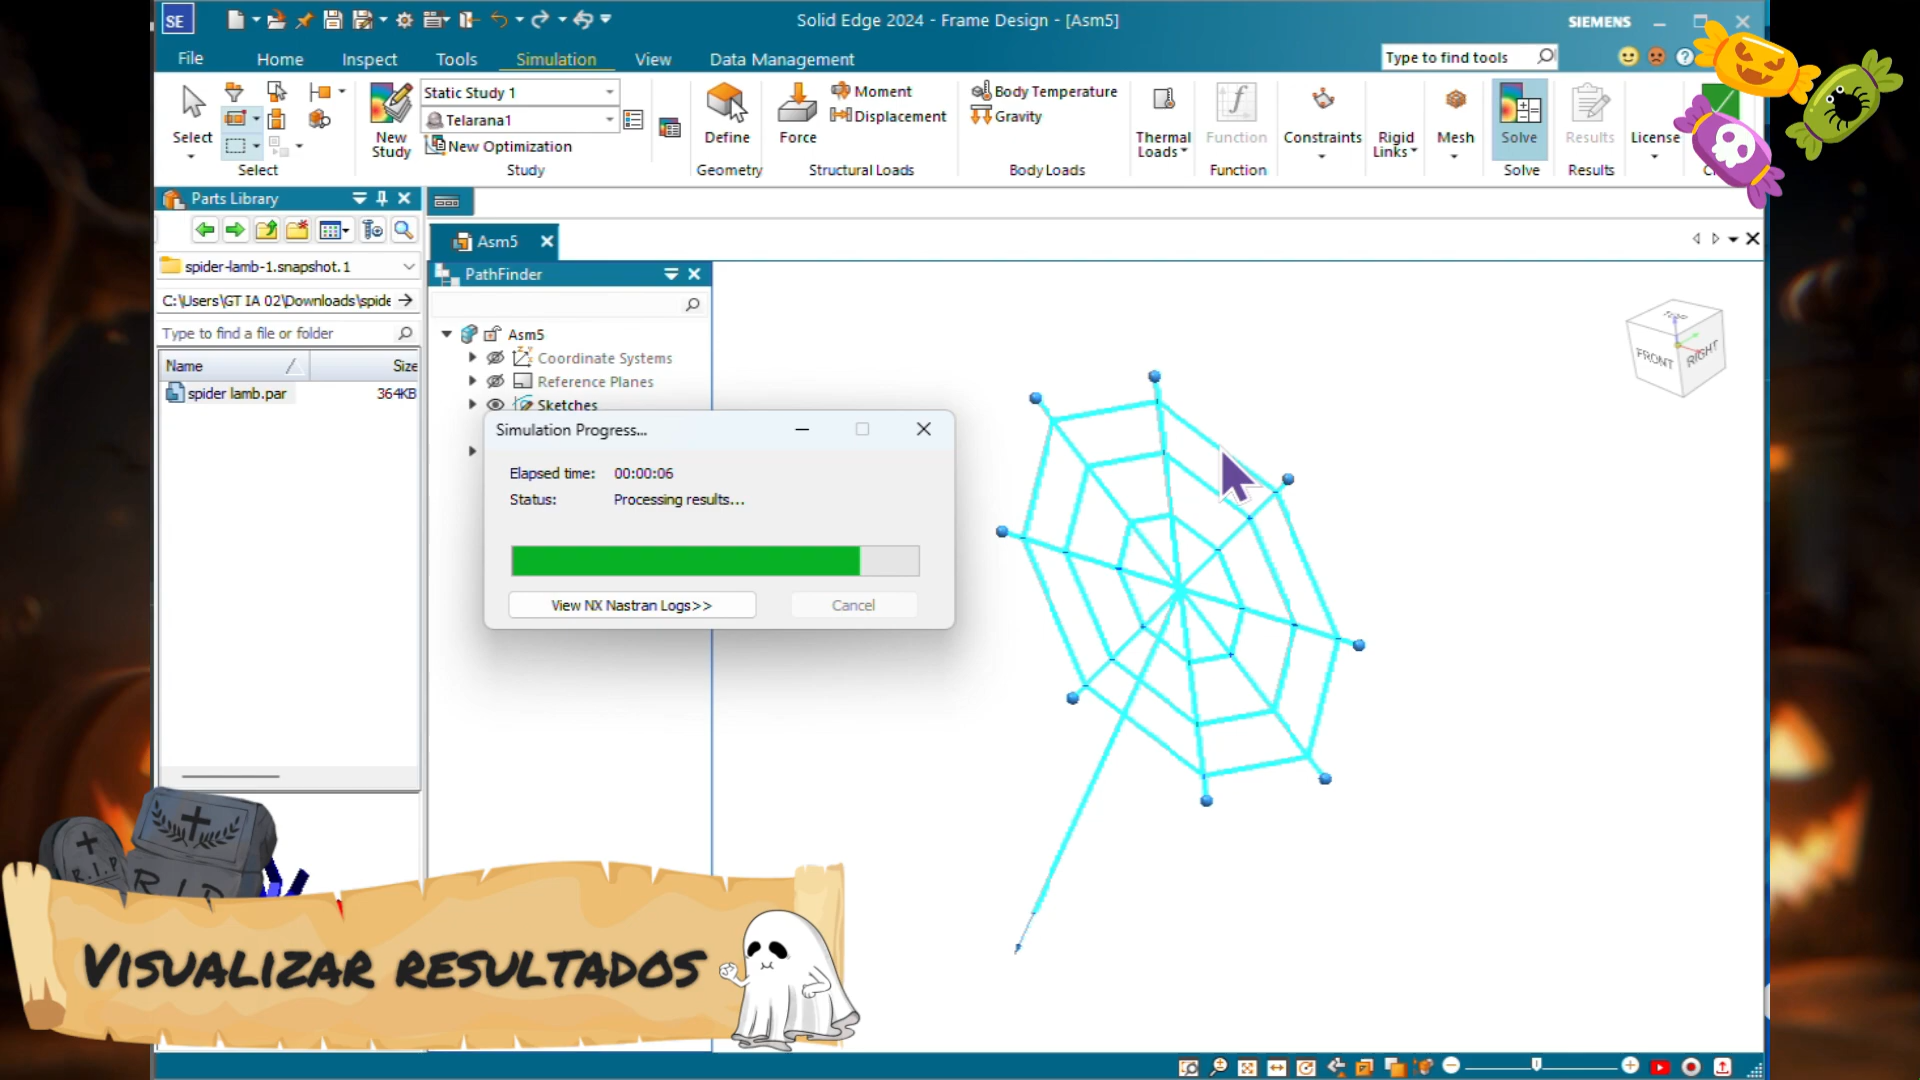 SE
Solid Edge 2024 - Frame Design - [Asm5]
SIEMENS
File
Home
Inspect
Tools
Simulation
View
Data Management
Type to find tools
Select
New Study
Static Study 1
Telarana1
New Optimization
Define
Force
Moment
Displacement
Body Temperature
Gravity
Thermal Loads
Function
Constraints
Rigid Links
Mesh
Solve
Results
License
Select
Study
Geometry
Structural Loads
Body Loads
Function
Solve
Results
Parts Library
spider-lamb-1.snapshot.1
C:\Users\GT IA 02\Downloads\spide
Type to find a file or folder
Name
Size
spider lamb.par
364KB
Asm5
PathFinder
Asm5
Coordinate Systems
Reference Planes
Sketches
Simulation Progress...
Elapsed time: 00:00:06
Status: Processing results...
View NX Nastran Logs>>
Cancel
TOP
FRONT
RIGHT
R.I.P
R I P
VISUALIZAR RESULTADOS